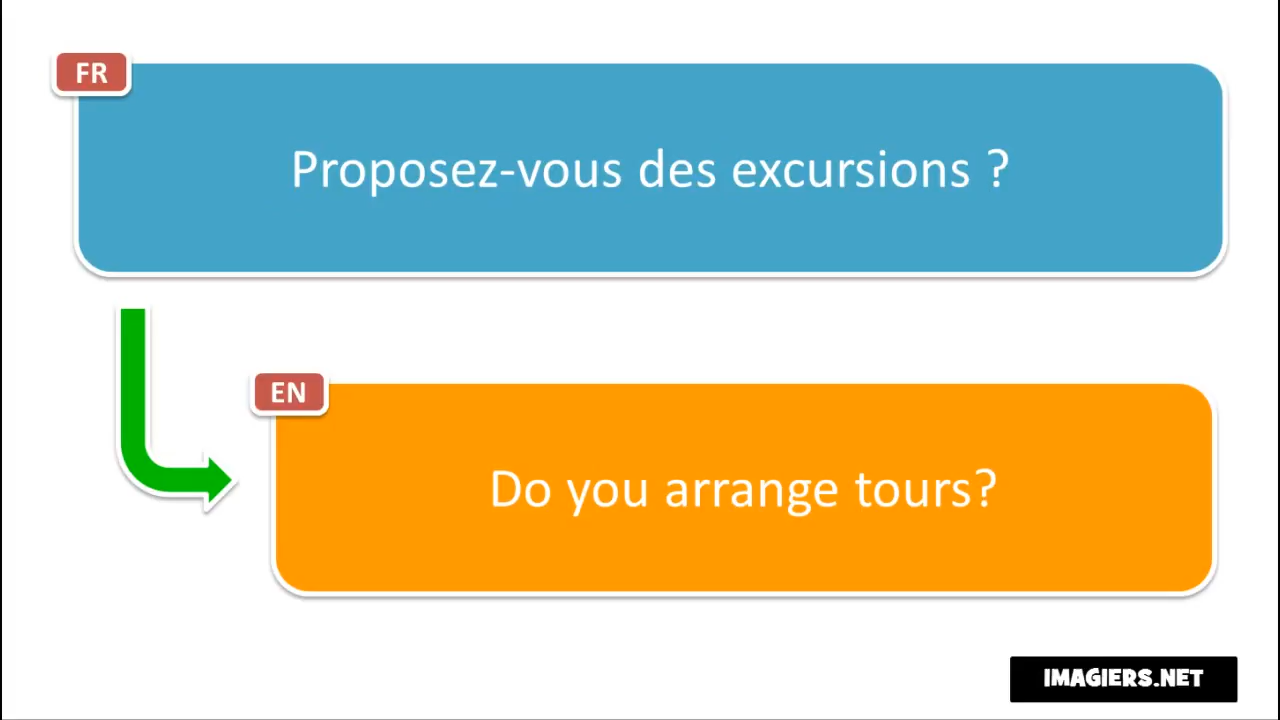 FR
Proposez-vous des excursions ?
EN
Do you arrange tours?
IMAGIERS.NET